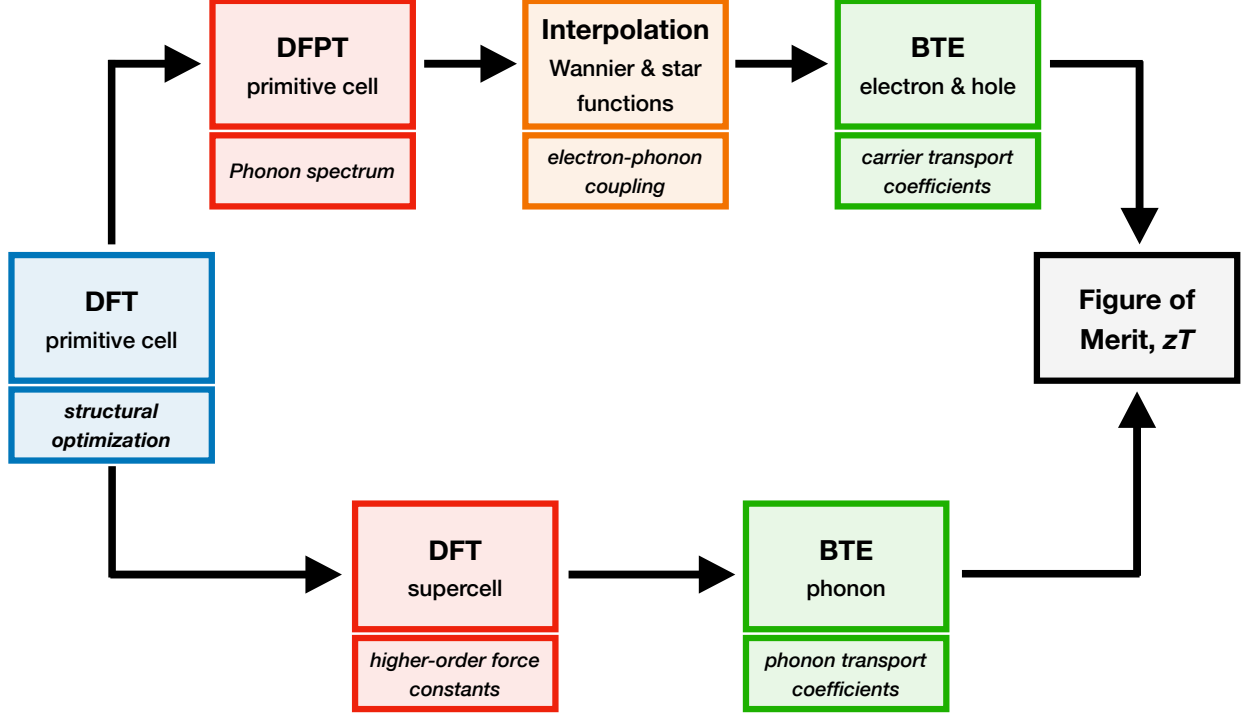 DFPT
primitive cell
Phonon spectrum
Interpolation
Wannier & star
functions
electron-phonon
coupling
BTE
electron & hole
carrier transport
coefficients
DFT
primitive cell
structural
optimization
Figure of
Merit, zT
DFT
supercell
higher-order force
constants
BTE
phonon
phonon transport
coefficients